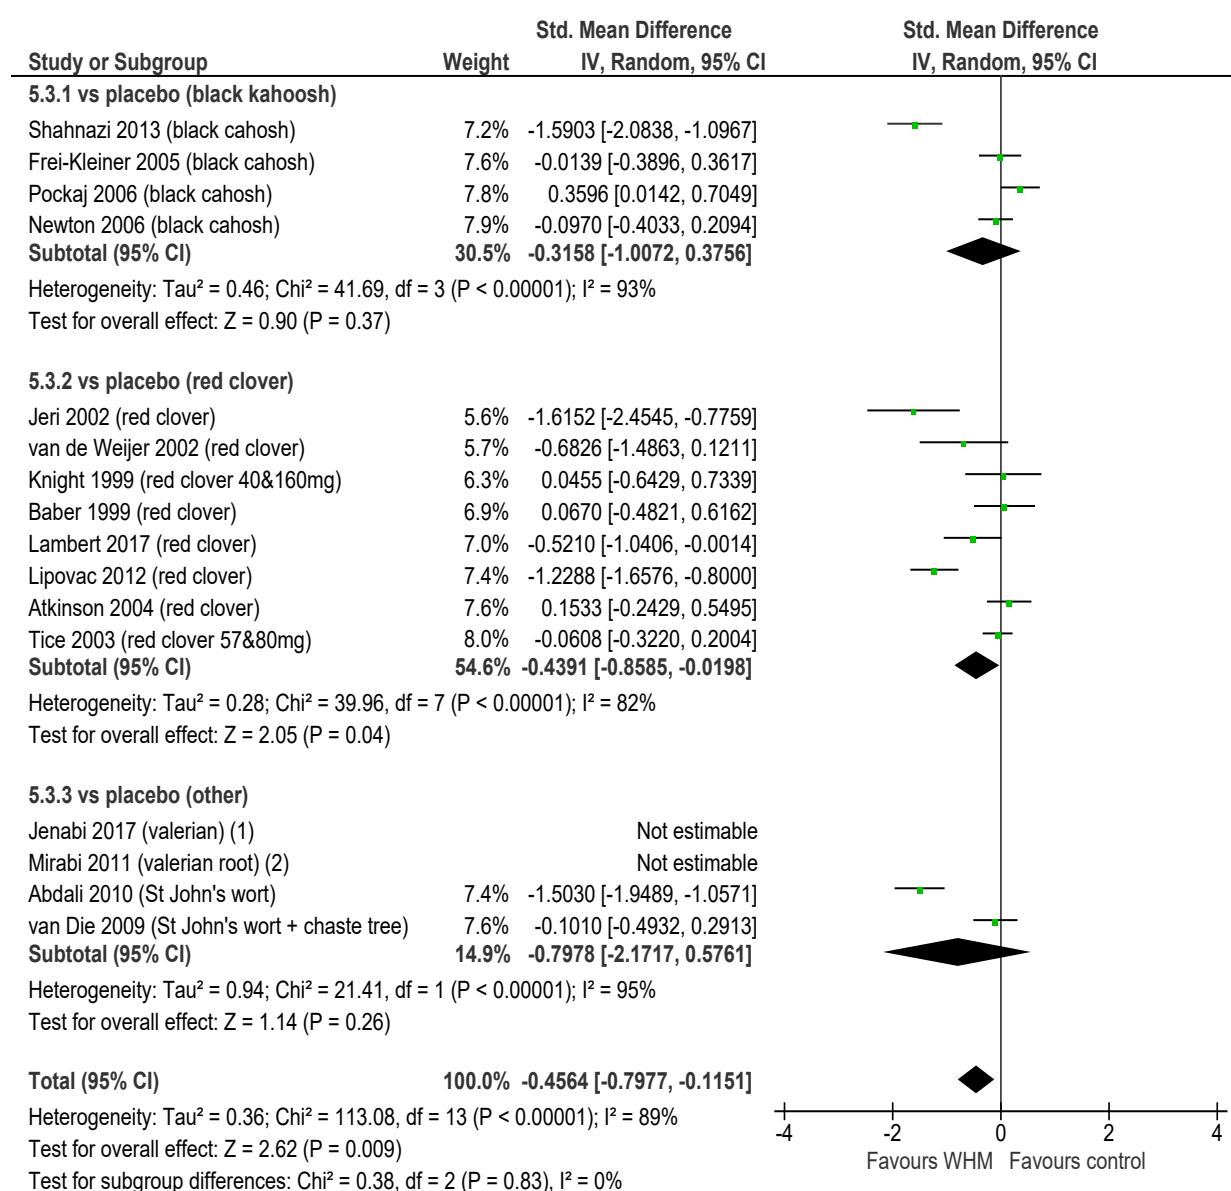 Std. Mean Difference Std. Mean Difference
Study or Subgroup Weight IV, Random, 95% CI IV, Random, 95% CI
5.3.1 vs placebo (black kahoosh)
Shahnazi 2013 (black cahosh) 7.2% -1.5903 [-2.0838, -1.0967]
Frei-Kleiner 2005 (black cahosh) 7.6% -0.0139 [-0.3896, 0.3617]
Pockaj 2006 (black cahosh) 7.8% 0.3596 [0.0142, 0.7049]
Newton 2006 (black cahosh) 7.9% -0.0970 [-0.4033, 0.2094]
Subtotal (95% CI) 30.5% -0.3158 [-1.0072, 0.3756]
Heterogeneity: Tau² = 0.46; Chi² = 41.69, df = 3 (P < 0.00001); I² = 93%
Test for overall effect: Z = 0.90 (P = 0.37)
5.3.2 vs placebo (red clover)
Jeri 2002 (red clover) 5.6% -1.6152 [-2.4545, -0.7759]
van de Weijer 2002 (red clover) 5.7% -0.6826 [-1.4863, 0.1211]
Knight 1999 (red clover 40&160mg) 6.3% 0.0455 [-0.6429, 0.7339]
Baber 1999 (red clover) 6.9% 0.0670 [-0.4821, 0.6162]
Lambert 2017 (red clover) 7.0% -0.5210 [-1.0406, -0.0014]
Lipovac 2012 (red clover) 7.4% -1.2288 [-1.6576, -0.8000]
Atkinson 2004 (red clover) 7.6% 0.1533 [-0.2429, 0.5495]
Tice 2003 (red clover 57&80mg) 8.0% -0.0608 [-0.3220, 0.2004]
Subtotal (95% CI) 54.6% -0.4391 [-0.8585, -0.0198]
Heterogeneity: Tau² = 0.28; Chi² = 39.96, df = 7 (P < 0.00001); I² = 82%
Test for overall effect: Z = 2.05 (P = 0.04)
5.3.3 vs placebo (other)
Jenabi 2017 (valerian) (1) Not estimable
Mirabi 2011 (valerian root) (2) Not estimable
Abdali 2010 (St John's wort) 7.4% -1.5030 [-1.9489, -1.0571]
van Die 2009 (St John's wort + chaste tree) 7.6% -0.1010 [-0.4932, 0.2913]
Subtotal (95% CI) 14.9% -0.7978 [-2.1717, 0.5761]
Heterogeneity: Tau² = 0.94; Chi² = 21.41, df = 1 (P < 0.00001); I² = 95%
Test for overall effect: Z = 1.14 (P = 0.26)
Total (95% CI) 100.0% -0.4564 [-0.7977, -0.1151]
Heterogeneity: Tau² = 0.36; Chi² = 113.08, df = 13 (P < 0.00001); I² = 89%
Test for overall effect: Z = 2.62 (P = 0.009)
Test for subgroup differences: Chi² = 0.38, df = 2 (P = 0.83), I² = 0%
-4 -2 0 2 4
Favours WHM Favours control